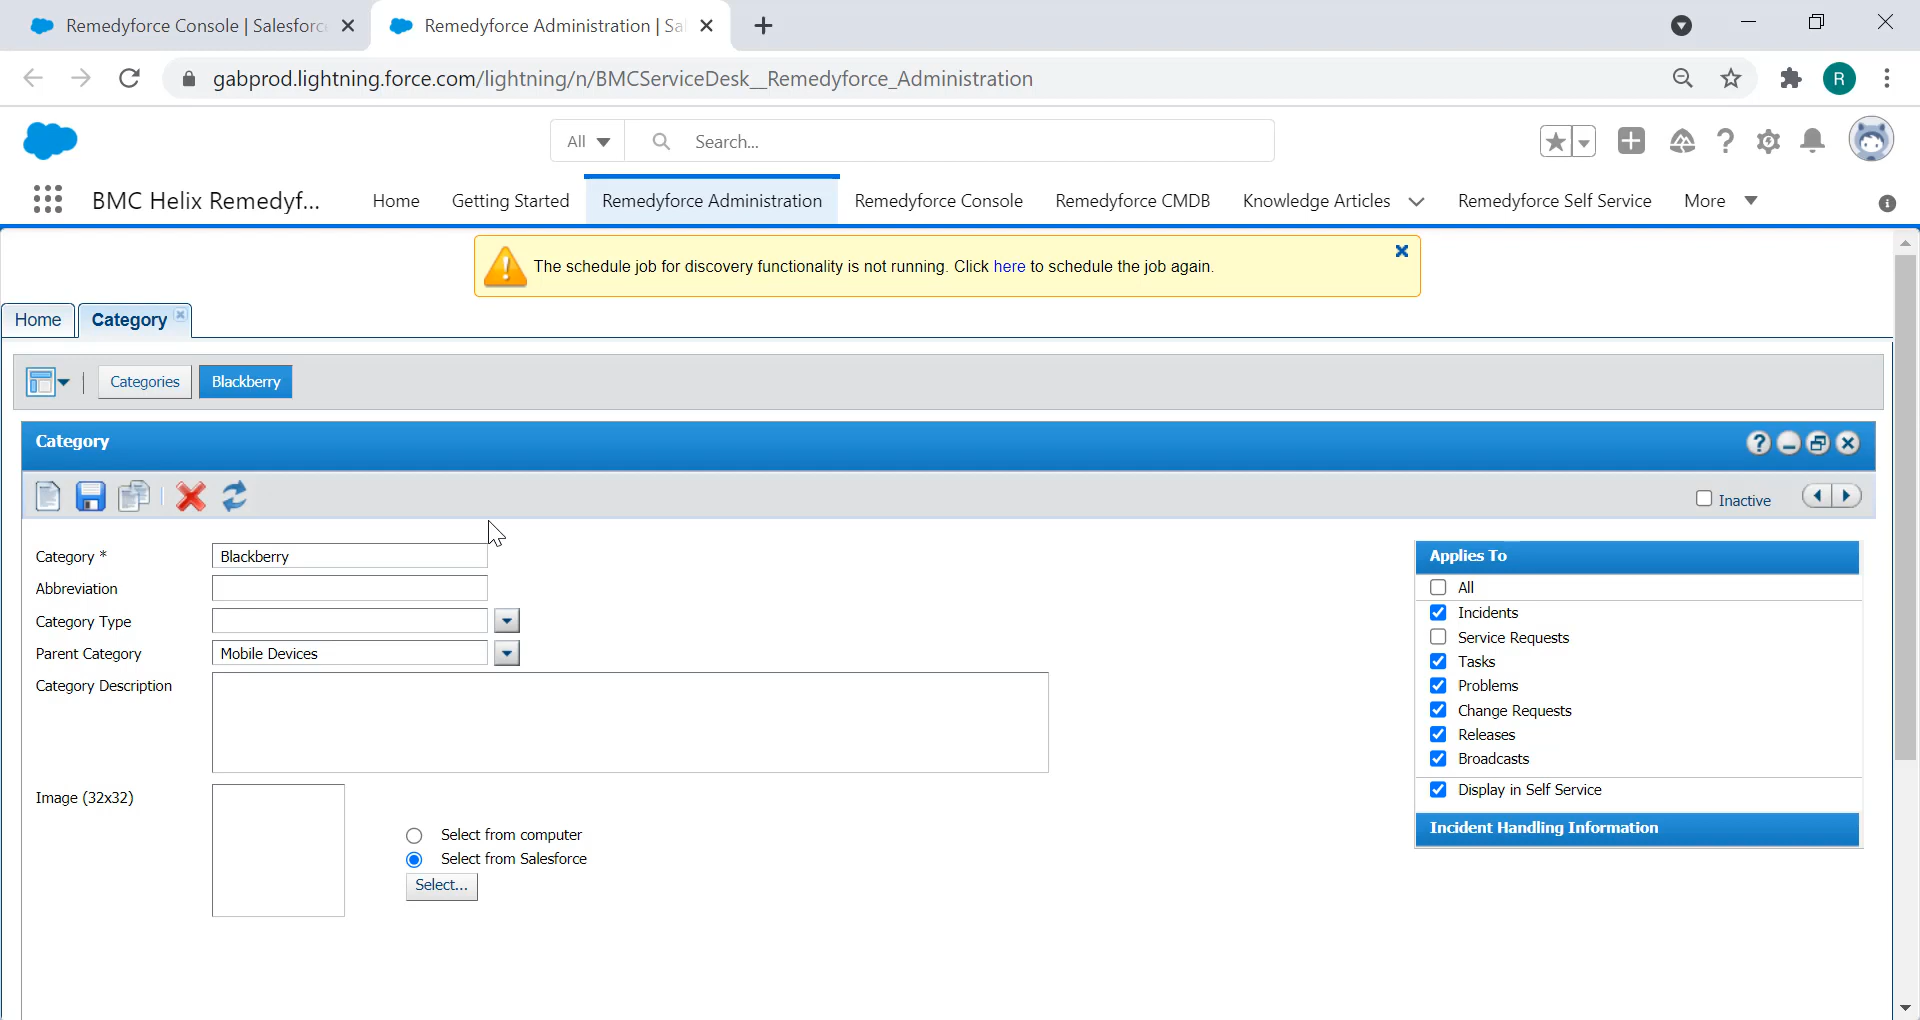 Remedyforce Console | Salesforc
Remedyforce Administration | Sa
gabprod.lightning.force.com/lightning/n/BMCServiceDesk__Remedyforce_Administration
R
All
Search...
BMC Helix Remedyf...
Home
Getting Started
Remedyforce Administration
Remedyforce Console
Remedyforce CMDB
Knowledge Articles
Remedyforce Self Service
More
The schedule job for discovery functionality is not running. Click here to schedule the job again.
Home
Category
Categories
Blackberry
Category
Inactive
Category *
Blackberry
Abbreviation
Category Type
Parent Category
Mobile Devices
Category Description
Image (32x32)
Select from computer
Select from Salesforce
Select...
Applies To
All
Incidents
Service Requests
Tasks
Problems
Change Requests
Releases
Broadcasts
Display in Self Service
Incident Handling Information